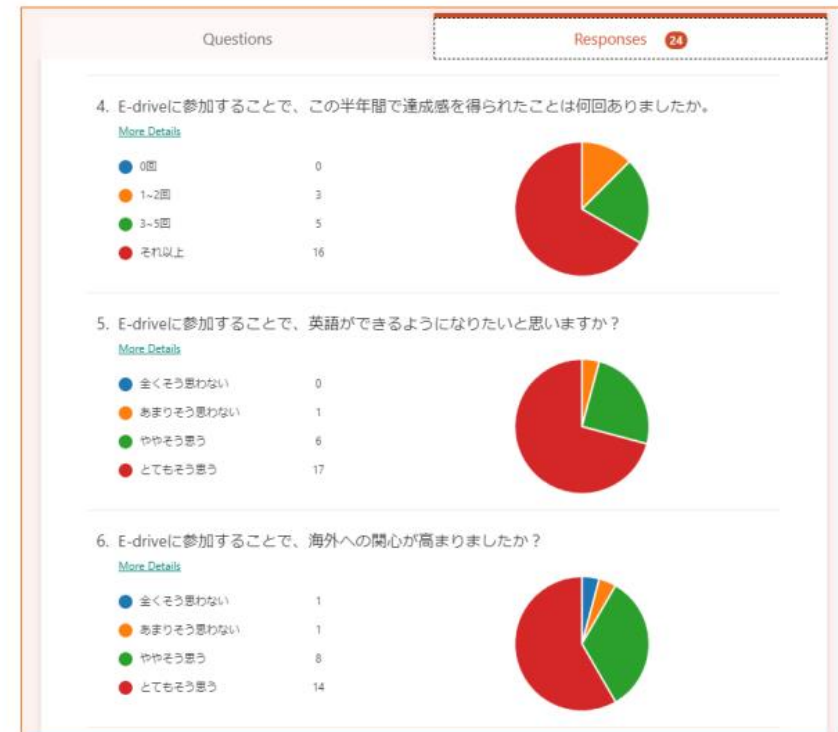 Questions
Responses 24
4. E-driveに参加することで、この半年間で達成感を得られたことは何回ありましたか。
More Details
0回 0
1~2回 3
3~5回 5
それ以上 16
5. E-driveに参加することで、英語ができるようになりたいと思いますか？
More Details
全くそう思わない 0
あまりそう思わない 1
ややそう思う 6
とてもそう思う 17
6. E-driveに参加することで、海外への関心が高まりましたか？
More Details
全くそう思わない 1
あまりそう思わない 1
ややそう思う 8
とてもそう思う 14